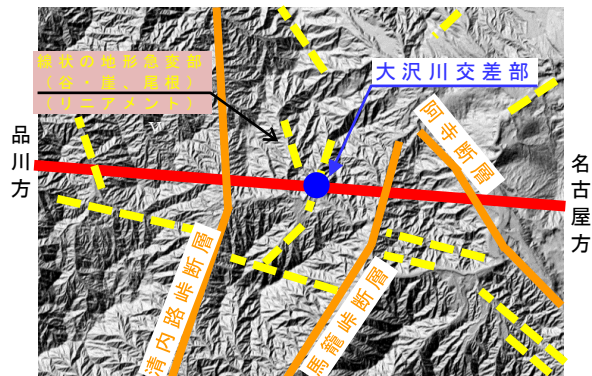 線状の地形急変部
（谷・崖、尾根）
（リニアメント）
大沢川交差部
阿寺断層
品川方
名古屋方
清内路峠断層
馬籠峠断層